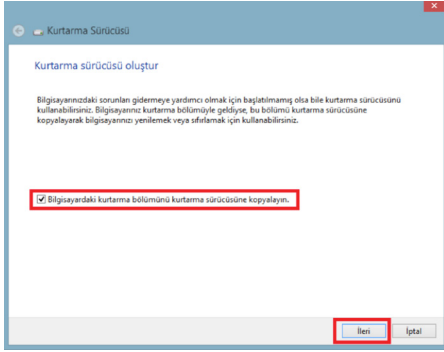 Kurtarma Sürücüsü
Kurtarma sürücüsü oluştur
Bilgisayarınızdaki sorunları gidermeye yardımcı olmak için başlatılmamış olsa bile kurtarma sürücüsünü
kullanabilirsiniz. Bilgisayarınız kurtarma bölümüyle geldiyse, bu bölümü kurtarma sürücüsüne
kopyalayarak bilgisayarınızı yenilemek veya sıfırlamak için kullanabilirsiniz.
Bilgisayardaki kurtarma bölümünü kurtarma sürücüsüne kopyalayın.
İleri
İptal